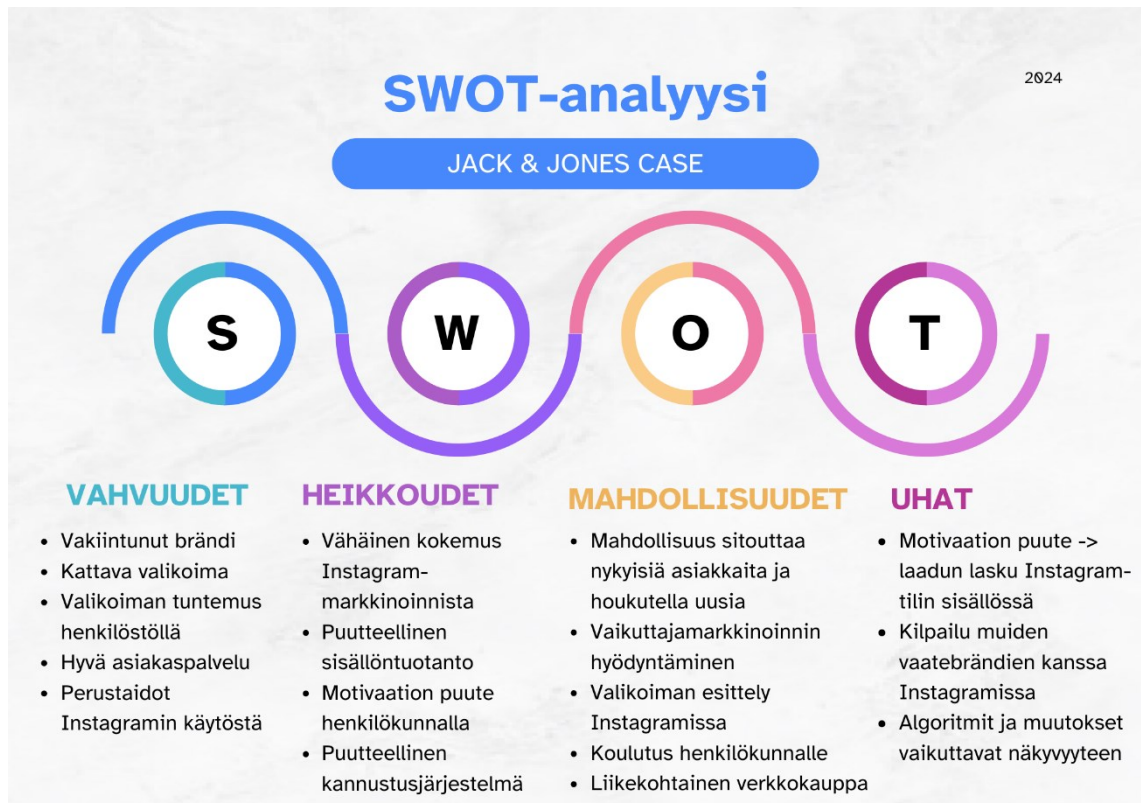 SWOT-analyysi
2024
JACK & JONES CASE
S
W
O
T
VAHVUUDET
• Vakiintunut brändi
• Kattava valikoima
• Valikoiman tuntemus
henkilöstöllä
• Hyvä asiakaspalvelu
• Perustaidot
Instagramin käytöstä
HEIKKOUDET
• Vähäinen kokemus
Instagram-
markkinoinnista
• Puutteellinen
sisällöntuotanto
• Motivaation puute
henkilökunnalla
• Puutteellinen
kannustusjärjestelmä
MAHDOLLISUUDET
• Mahdollisuus sitouttaa
nykyisiä asiakkaita ja
houkutella uusia
• Vaikuttajamarkkinoinnin
hyödyntäminen
• Valikoiman esittely
Instagramissa
• Koulutus henkilökunnalle
• Liikekohtainen verkkokauppa
UHAT
• Motivaation puute ->
laadun lasku Instagram-
tilin sisällössä
• Kilpailu muiden
vaatebrändien kanssa
Instagramissa
• Algoritmit ja muutokset
vaikuttavat näkyvyyteen